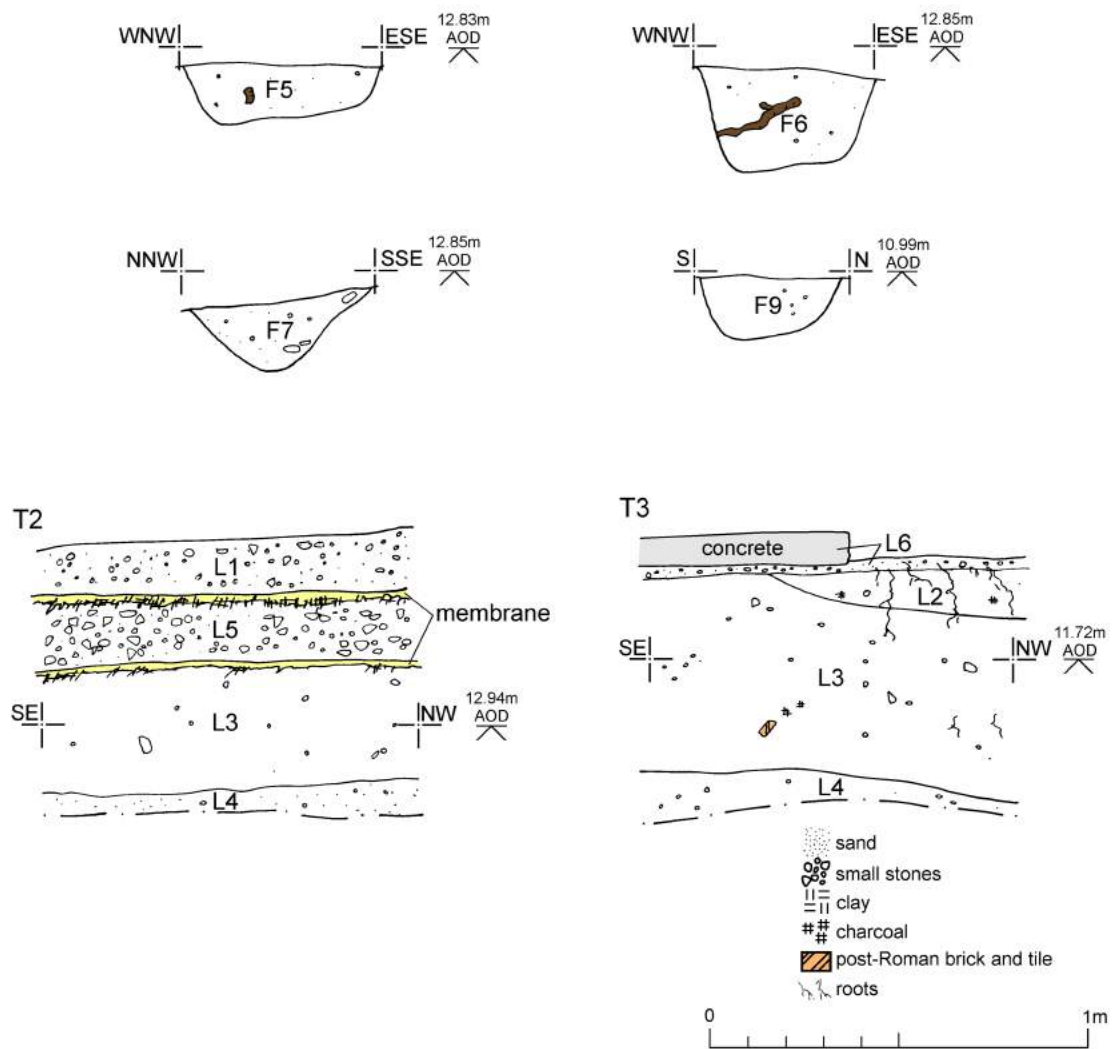 WNW ESE 12.83m AOD
F5
WNW ESE 12.85m AOD
F6
NNW SSE 12.85m AOD
F7
S N 10.99m AOD
F9
T2
L1
membrane
L5
SE L3 NW 12.94m AOD
L4
T3
concrete L6
L2
SE L3 NW 11.72m AOD
L4
sand
small stones
clay
charcoal
post-Roman brick and tile
roots
0 1m